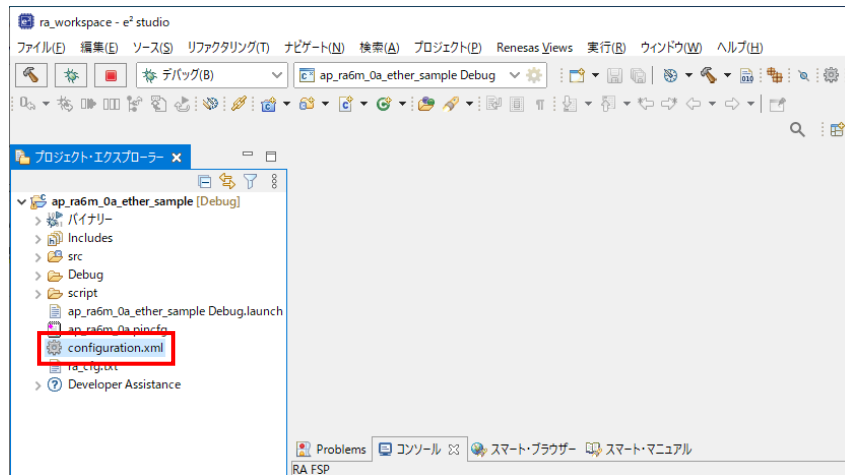 ra_workspace - e² studio
ファイル(F) 編集(E) ソース(S) リファクタリング(T) ナビゲート(N) 検索(A) プロジェクト(P) Renesas Views 実行(R) ウィンドウ(W) ヘルプ(H)
デバッグ(B) ap_ra6m_0a_ether_sample Debug
プロジェクト・エクスプローラー
ap_ra6m_0a_ether_sample [Debug]
バイナリー
Includes
src
Debug
script
ap_ra6m_0a_ether_sample Debug.launch
ap_ra6m_0a.pincfg
configuration.xml
ra_cfg.txt
Developer Assistance
Problems コンソール スマート・ブラウザー スマート・マニュアル
RA FSP